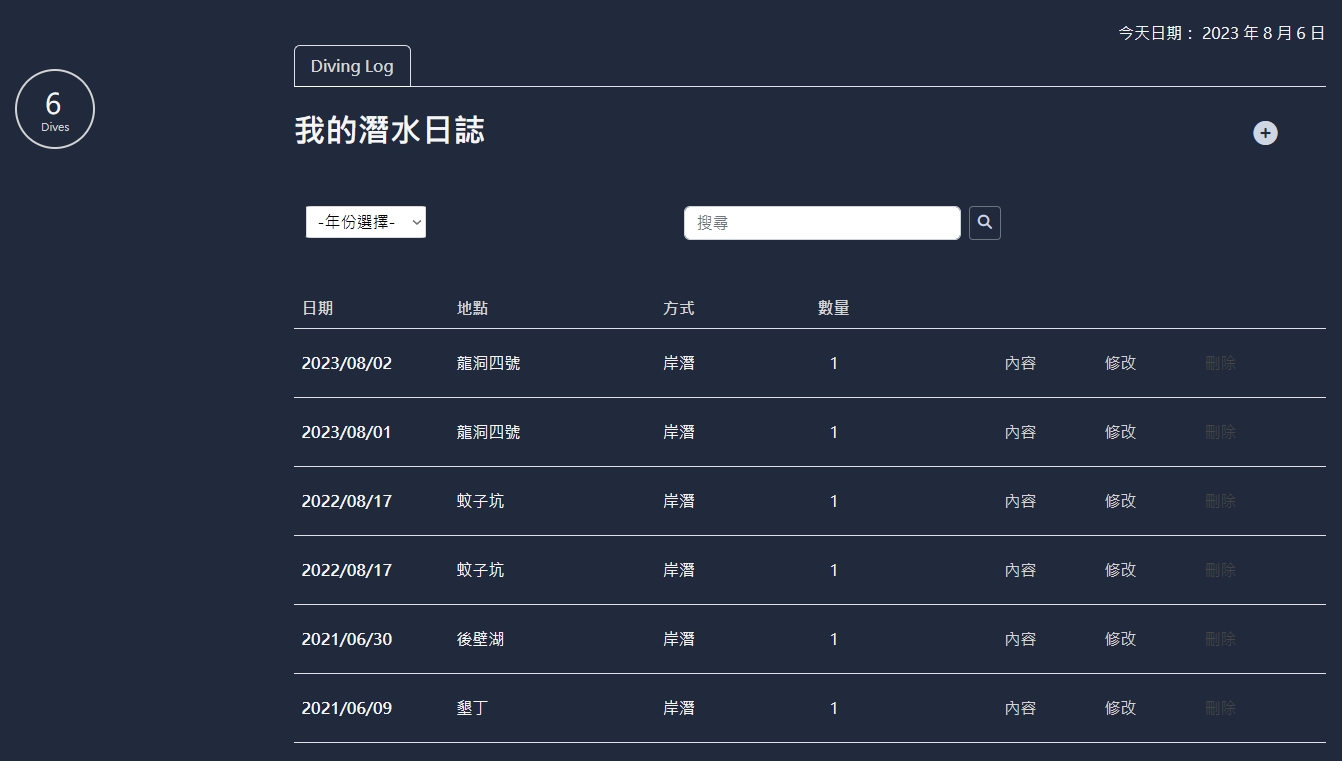 今天日期： 2023 年 8 月 6 日
Diving Log
6
Dives
我的潛水日誌
-年份選擇-
搜尋
日期 地點 方式 數量
2023/08/02 龍洞四號 岸潛 1 內容 修改 刪除
2023/08/01 龍洞四號 岸潛 1 內容 修改 刪除
2022/08/17 蚊子坑 岸潛 1 內容 修改 刪除
2022/08/17 蚊子坑 岸潛 1 內容 修改 刪除
2021/06/30 後壁湖 岸潛 1 內容 修改 刪除
2021/06/09 墾丁 岸潛 1 內容 修改 刪除